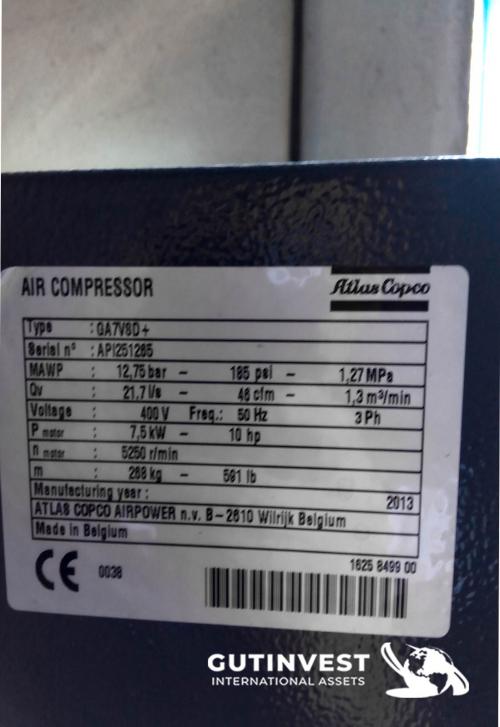 AIR COMPRESSOR
Atlas Copco
Type : GA7VSD+
Serial n° : API251285
MAWP : 12,75 bar – 185 psi – 1,27 MPa
Qv : 21,7 l/s – 46 cfm – 1,3 m³/min
Voltage : 400 V Freq.: 50 Hz 3 Ph
P motor : 7,5 kW – 10 hp
n motor : 5250 r/min
m : 268 kg – 591 lb
Manufacturing year : 2013
ATLAS COPCO AIRPOWER n.v. B–2610 Wilrijk Belgium
Made in Belgium
CE 0038
1625 8499 00
GUTINVEST
INTERNATIONAL ASSETS